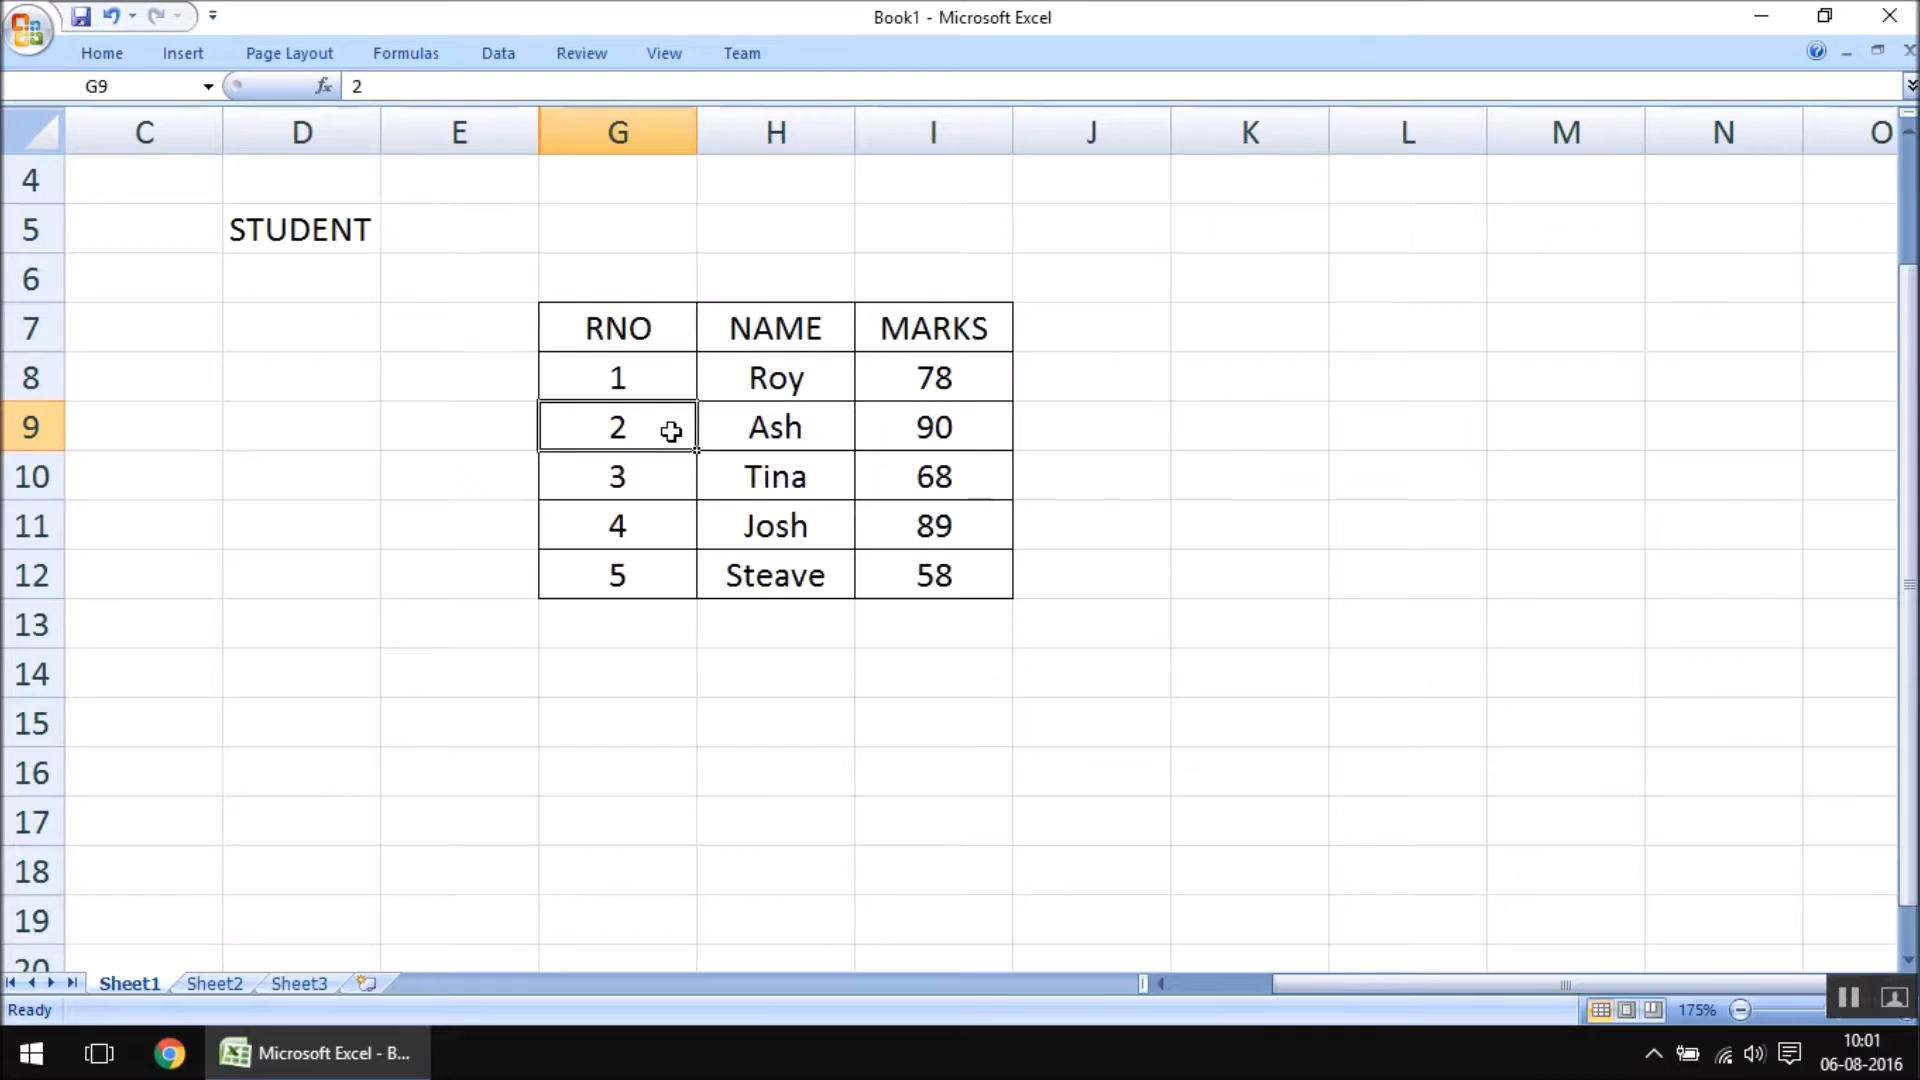 Book1 - Microsoft Excel
Home Insert Page Layout Formulas Data Review View Team
G9 fx 2
C D E G H I J K L M N O
4
5 STUDENT
6
7 RNO NAME MARKS
8 1 Roy 78
9 2 Ash 90
10 3 Tina 68
11 4 Josh 89
12 5 Steave 58
13
14
15
16
17
18
19
20
Sheet1 Sheet2 Sheet3
Ready 175%
Microsoft Excel - B... 10:01
06-08-2016